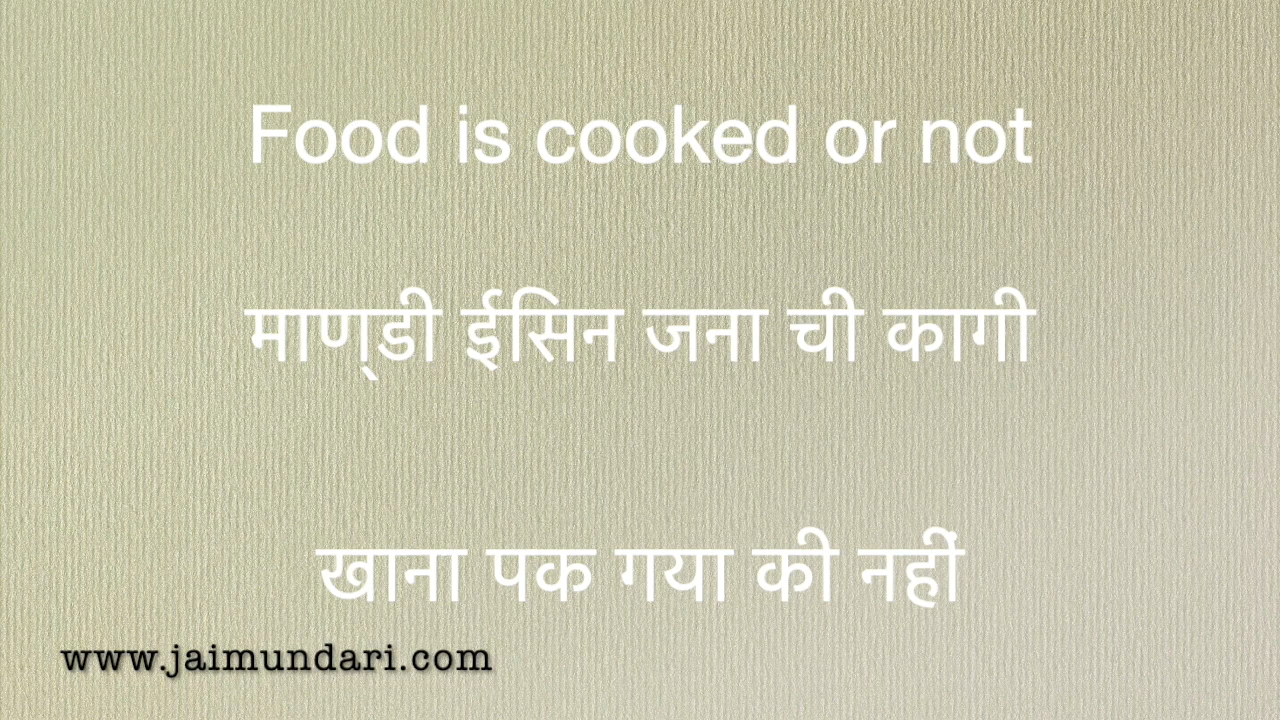 Food is cooked or not
माण्‌डी ईसिन जना ची कागी
खाना पक गया की नहीं
www.jaimundari.com